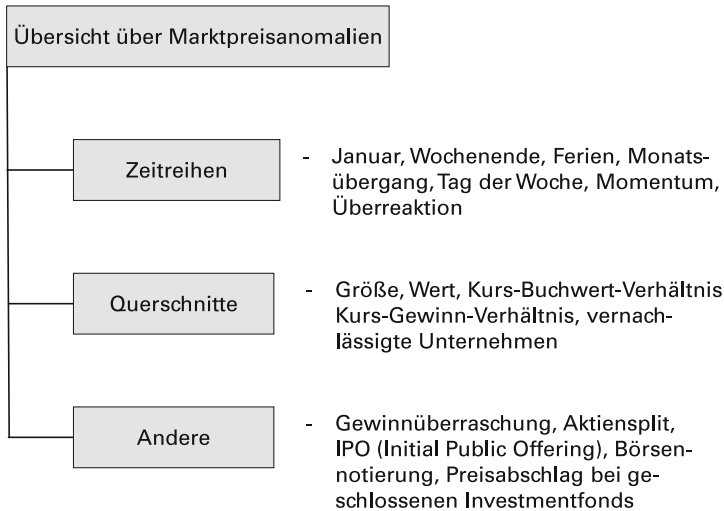 Übersicht über Marktpreisanomalien
Zeitreihen
- Januar, Wochenende, Ferien, Monats-
übergang, Tag der Woche, Momentum,
Überreaktion
Querschnitte
- Größe, Wert, Kurs-Buchwert-Verhältnis
Kurs-Gewinn-Verhältnis, vernach-
lässigte Unternehmen
Andere
- Gewinnüberraschung, Aktiensplit,
IPO (Initial Public Offering), Börsen-
notierung, Preisabschlag bei ge-
schlossenen Investmentfonds